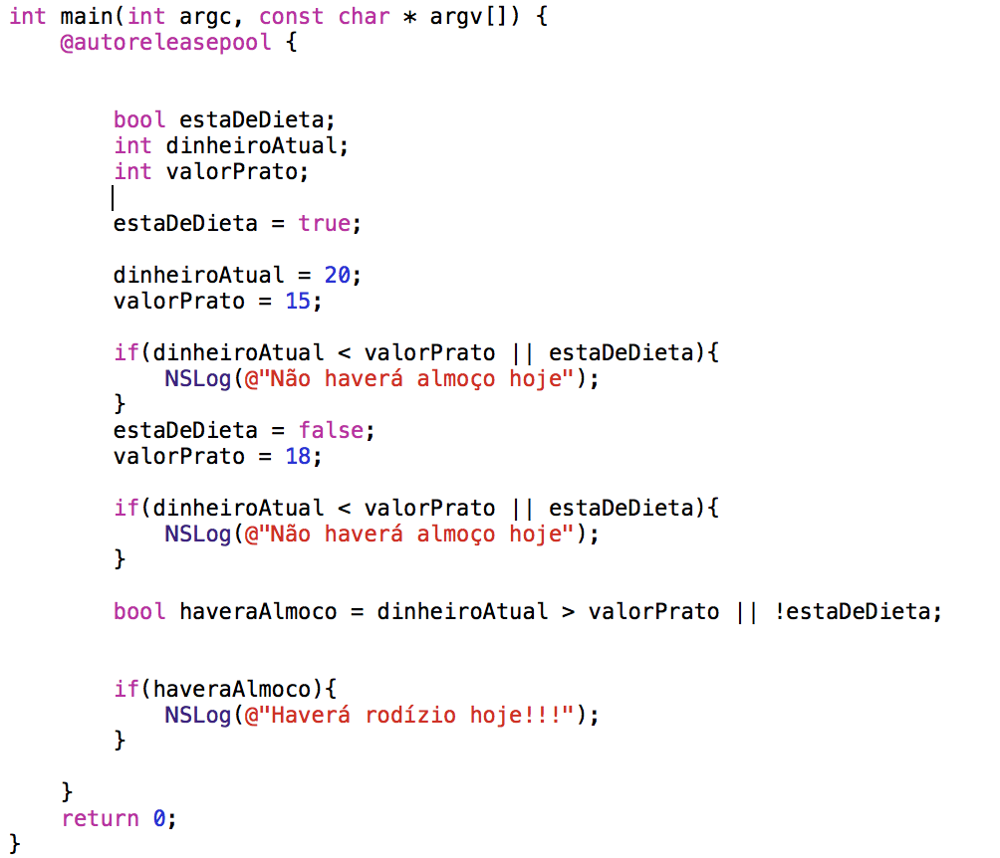 int main(int argc, const char * argv[]) {
    @autoreleasepool {
        bool estaDeDieta;
        int dinheiroAtual;
        int valorPrato;
        estaDeDieta = true;
        dinheiroAtual = 20;
        valorPrato = 15;
        if(dinheiroAtual < valorPrato || estaDeDieta){
            NSLog(@"Não haverá almoço hoje");
        }
        estaDeDieta = false;
        valorPrato = 18;
        if(dinheiroAtual < valorPrato || estaDeDieta){
            NSLog(@"Não haverá almoço hoje");
        }
        bool haveraAlmoco = dinheiroAtual > valorPrato || !estaDeDieta;
        if(haveraAlmoco){
            NSLog(@"Haverá rodízio hoje!!!");
        }
    }
    return 0;
}